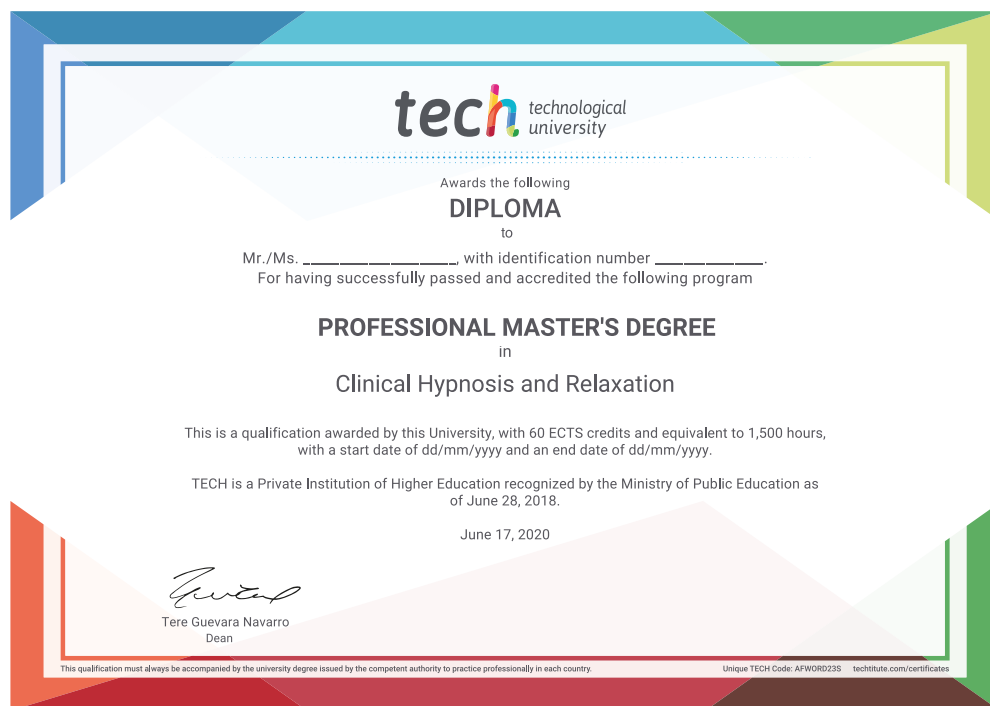 tech technological
university
Awards the following
DIPLOMA
to
Mr./Ms. ____________________, with identification number ______________.
For having successfully passed and accredited the following program
PROFESSIONAL MASTER'S DEGREE
in
Clinical Hypnosis and Relaxation
This is a qualification awarded by this University, with 60 ECTS credits and equivalent to 1,500 hours,
with a start date of dd/mm/yyyy and an end date of dd/mm/yyyy.
TECH is a Private Institution of Higher Education recognized by the Ministry of Public Education as
of June 28, 2018.
June 17, 2020
Tere Guevara Navarro
Dean
This qualification must always be accompanied by the university degree issued by the competent authority to practice professionally in each country.
Unique TECH Code: AFWORD23S techtitute.com/certificates